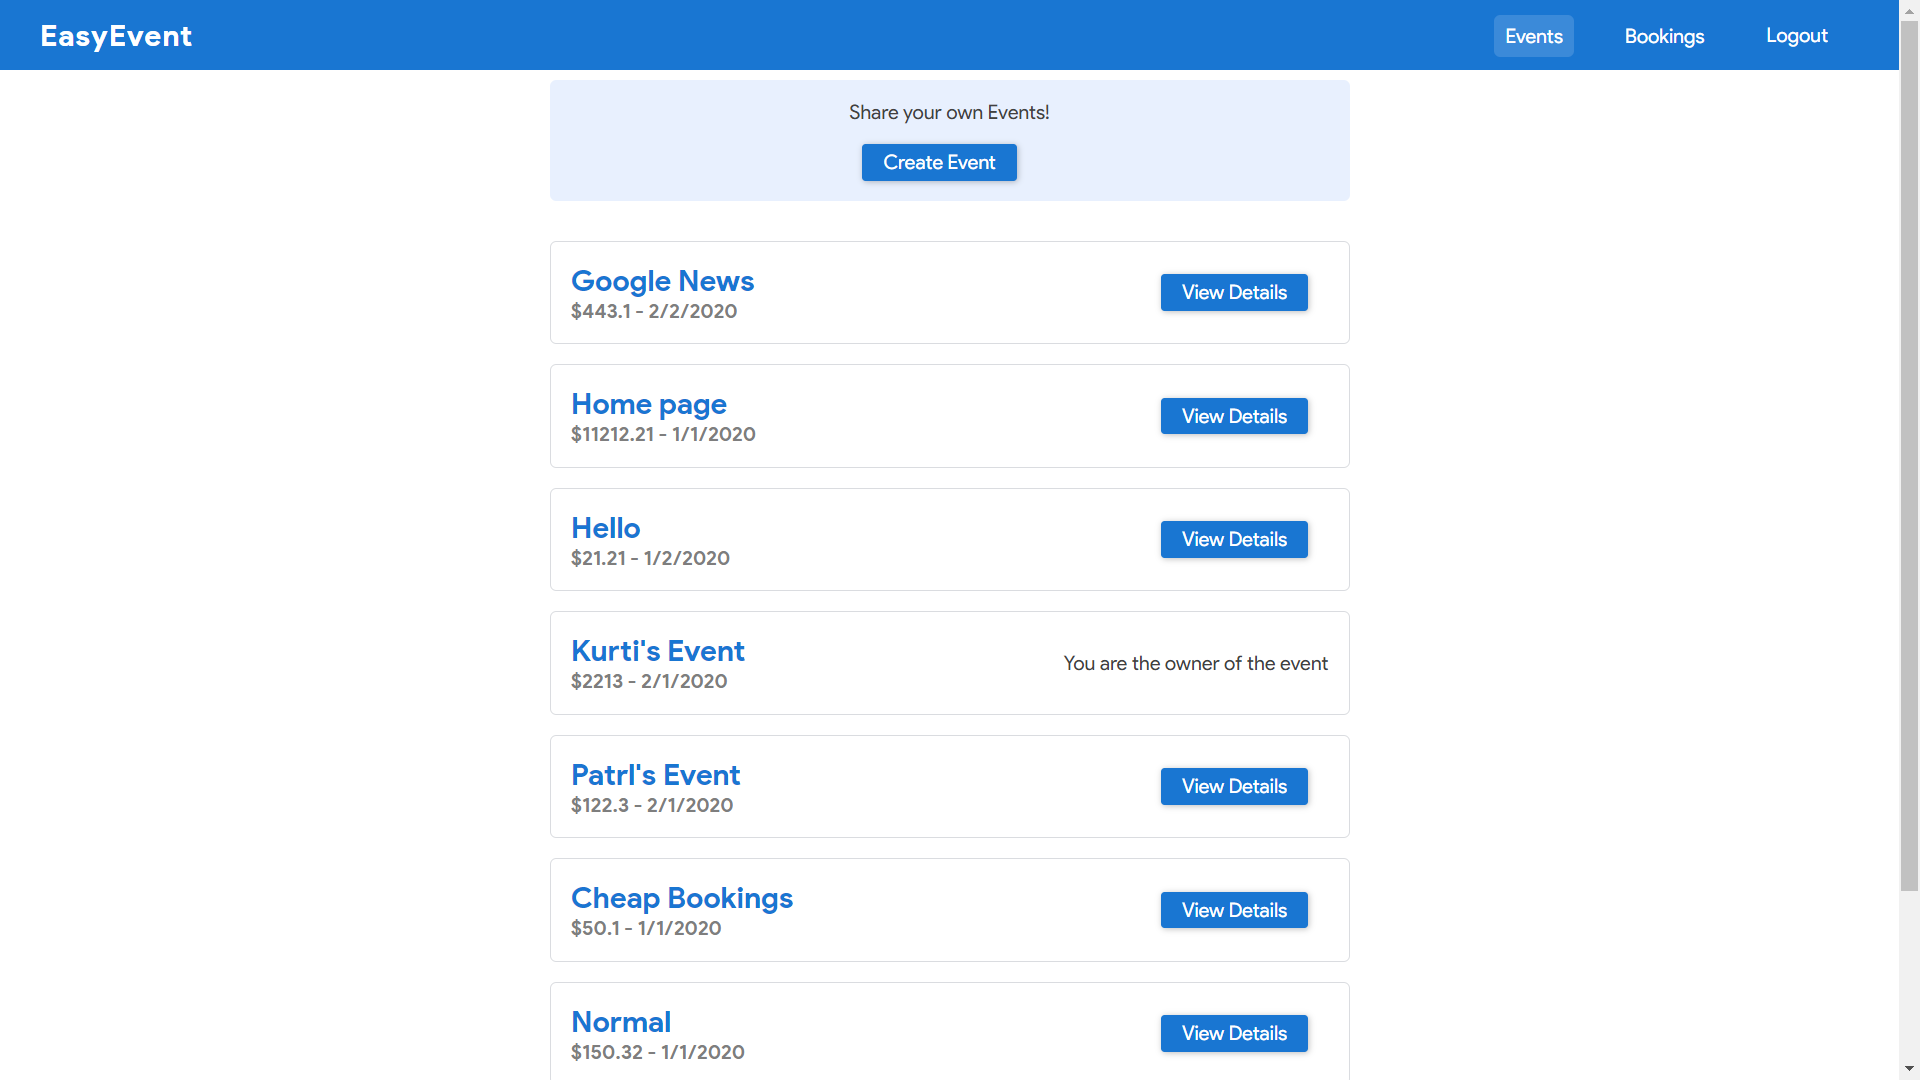 EasyEvent
Events
Bookings
Logout
Share your own Events!
Create Event
Google News
$443.1 - 2/2/2020
View Details
Home page
$11212.21 - 1/1/2020
View Details
Hello
$21.21 - 1/2/2020
View Details
Kurti's Event
$2213 - 2/1/2020
You are the owner of the event
Patrl's Event
$122.3 - 2/1/2020
View Details
Cheap Bookings
$50.1 - 1/1/2020
View Details
Normal
$150.32 - 1/1/2020
View Details